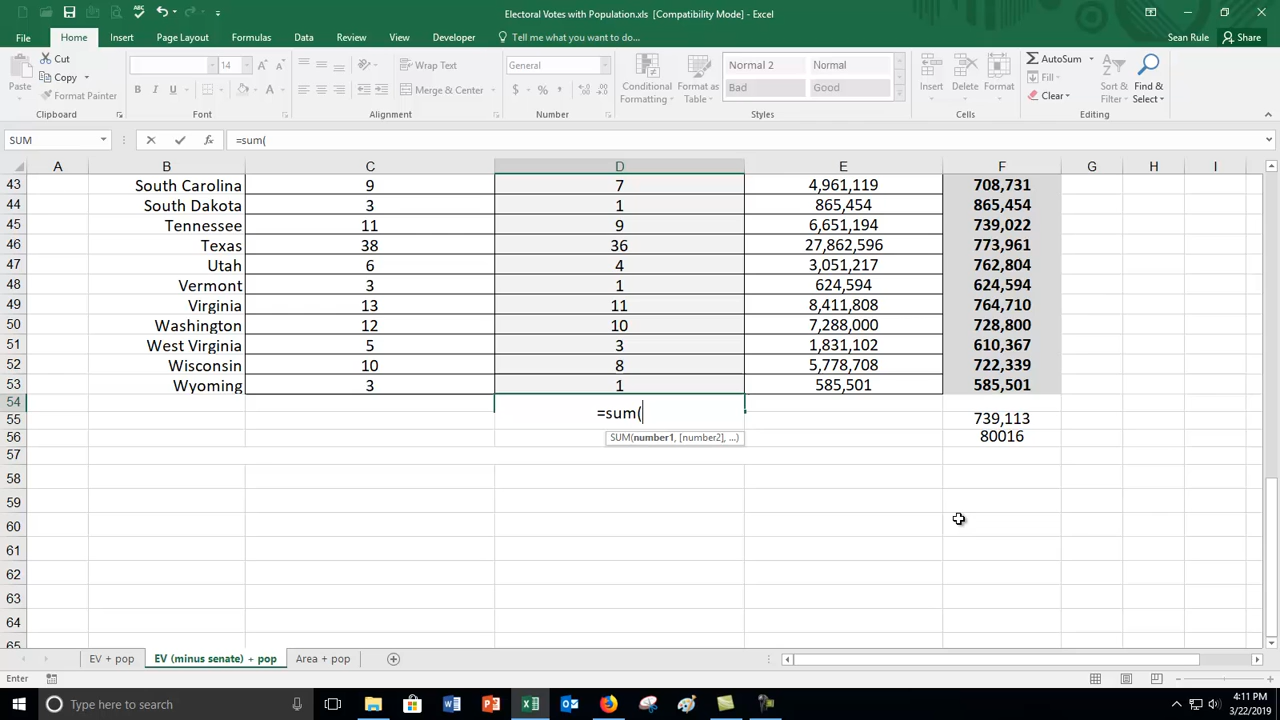 Electoral Votes with Population.xls [Compatibility Mode] - Excel
File Home Insert Page Layout Formulas Data Review View Developer Tell me what you want to do... Sean Rule Share
Paste Cut Copy Format Painter Clipboard
14 A A B I U Font
Wrap Text Merge & Center Alignment
General $ % , Number
Conditional Formatting Format as Table Normal 2 Normal Bad Good Styles
Insert Delete Format Cells
AutoSum Fill Clear Sort & Filter Find & Select Editing
SUM fx =sum(
A B C D E F G H I
43 South Carolina 9 7 4,961,119 708,731
44 South Dakota 3 1 865,454 865,454
45 Tennessee 11 9 6,651,194 739,022
46 Texas 38 36 27,862,596 773,961
47 Utah 6 4 3,051,217 762,804
48 Vermont 3 1 624,594 624,594
49 Virginia 13 11 8,411,808 764,710
50 Washington 12 10 7,288,000 728,800
51 West Virginia 5 3 1,831,102 610,367
52 Wisconsin 10 8 5,778,708 722,339
53 Wyoming 3 1 585,501 585,501
54 =sum(
55 739,113
56 SUM(number1, [number2], ...) 80016
57
58
59
60
61
62
63
64
65
EV + pop EV (minus senate) + pop Area + pop
Enter
Type here to search
4:11 PM
3/22/2019